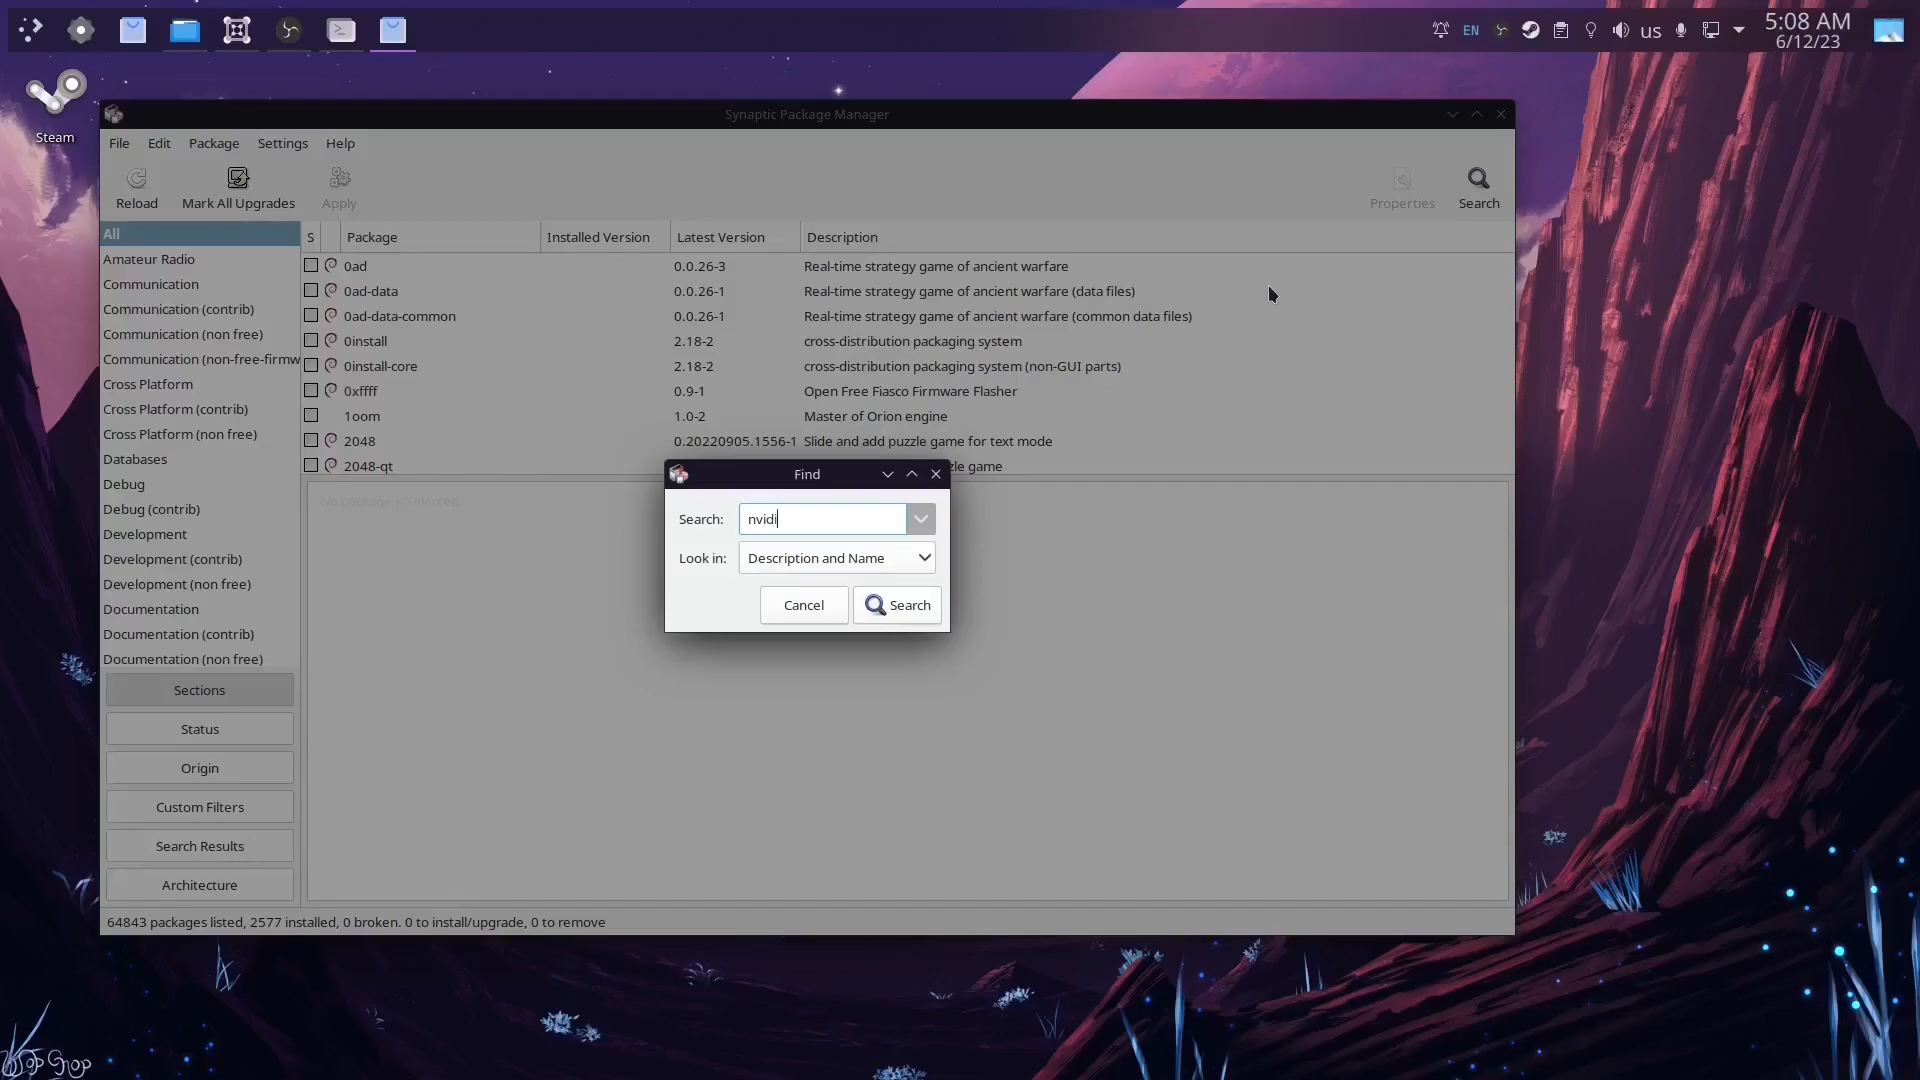 EN
us
5:08 AM
6/12/23
Steam
Synaptic Package Manager
File Edit Package Settings Help
Reload Mark All Upgrades Apply Properties Search
All
Amateur Radio
Communication
Communication (contrib)
Communication (non free)
Communication (non-free-firmw
Cross Platform
Cross Platform (contrib)
Cross Platform (non free)
Databases
Debug
Debug (contrib)
Development
Development (contrib)
Development (non free)
Documentation
Documentation (contrib)
Documentation (non free)
Sections
Status
Origin
Custom Filters
Search Results
Architecture
S Package Installed Version Latest Version Description
0ad 0.0.26-3 Real-time strategy game of ancient warfare
0ad-data 0.0.26-1 Real-time strategy game of ancient warfare (data files)
0ad-data-common 0.0.26-1 Real-time strategy game of ancient warfare (common data files)
0install 2.18-2 cross-distribution packaging system
0install-core 2.18-2 cross-distribution packaging system (non-GUI parts)
0xffff 0.9-1 Open Free Fiasco Firmware Flasher
1oom 1.0-2 Master of Orion engine
2048 0.20220905.1556-1 Slide and add puzzle game for text mode
2048-qt zle game
No package is selected.
Find
Search: nvidi
Look in: Description and Name
Cancel Search
64843 packages listed, 2577 installed, 0 broken. 0 to install/upgrade, 0 to remove